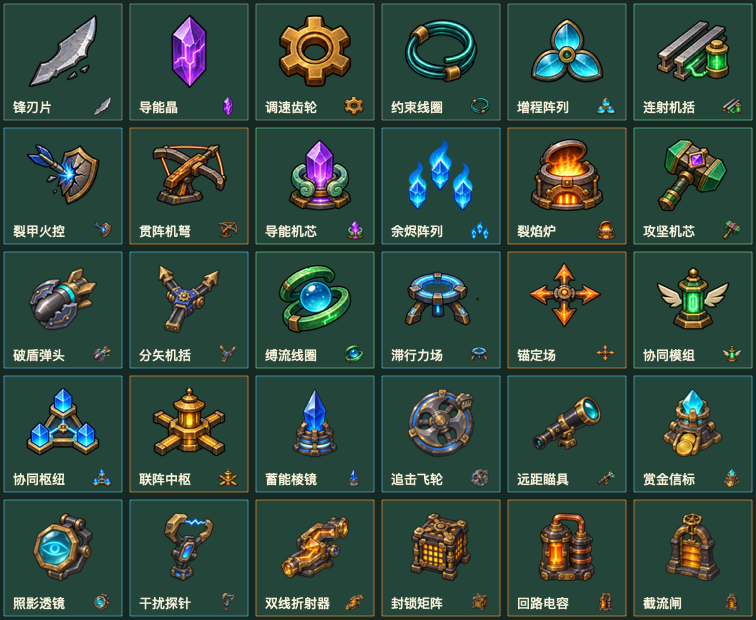 锋刃片
导能晶
调速齿轮
约束线圈
增程阵列
连射机括
裂甲火控
贯阵机弩
导能机芯
余烬阵列
裂焰炉
攻坚机芯
破盾弹头
分矢机括
缚流线圈
滞行力场
锚定场
协同模组
协同枢纽
联阵中枢
蓄能棱镜
追击飞轮
远距瞄具
赏金信标
照影透镜
干扰探针
双线折射器
封锁矩阵
回路电容
截流闸